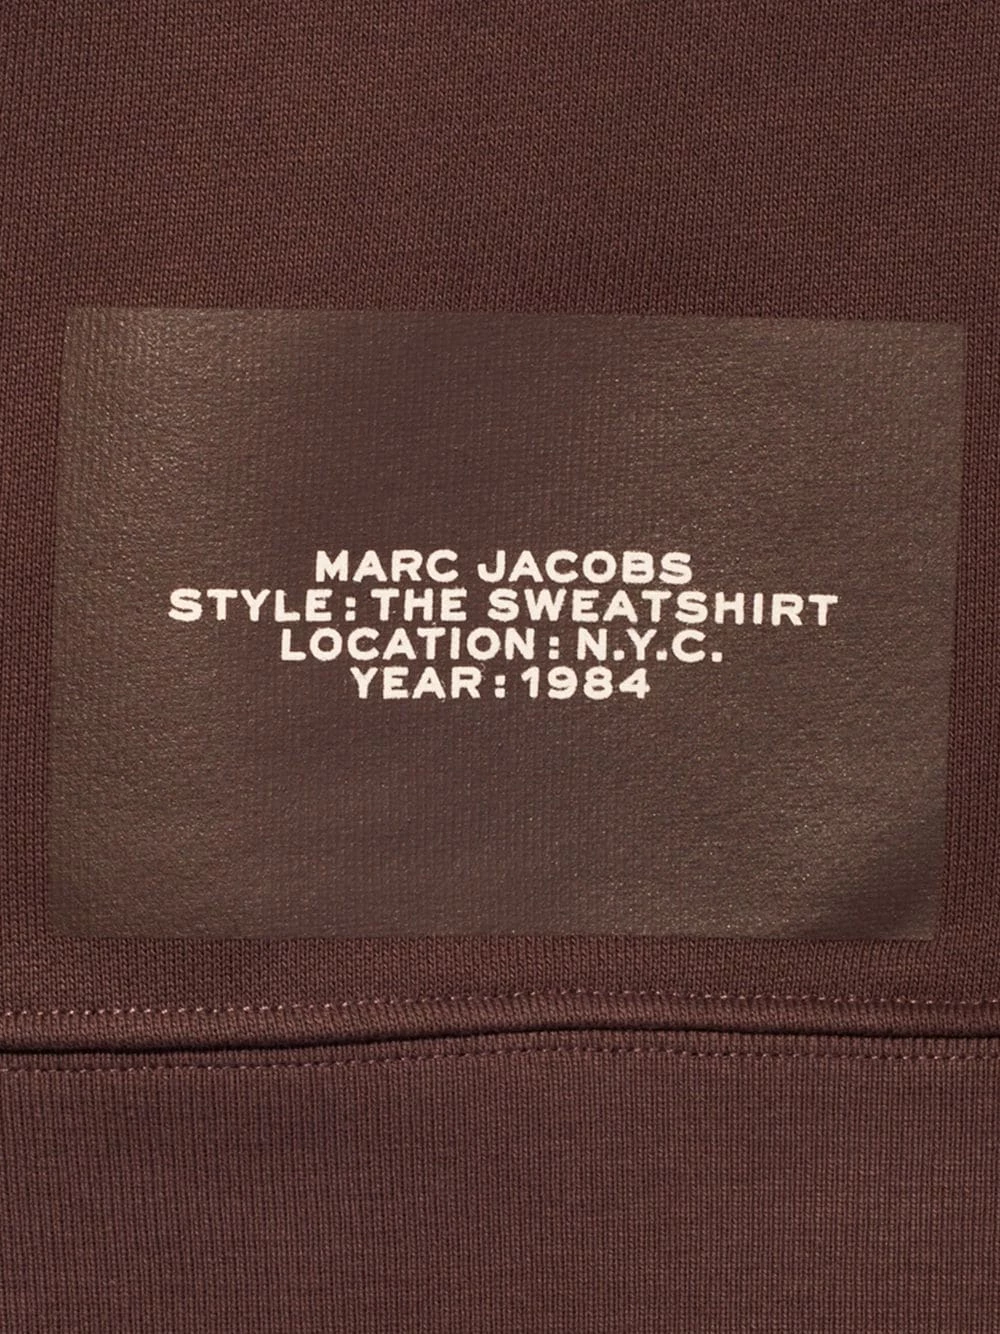 MARC JACOBS
STYLE: THE SWEATSHIRT
LOCATION: N.Y.C.
YEAR: 1984